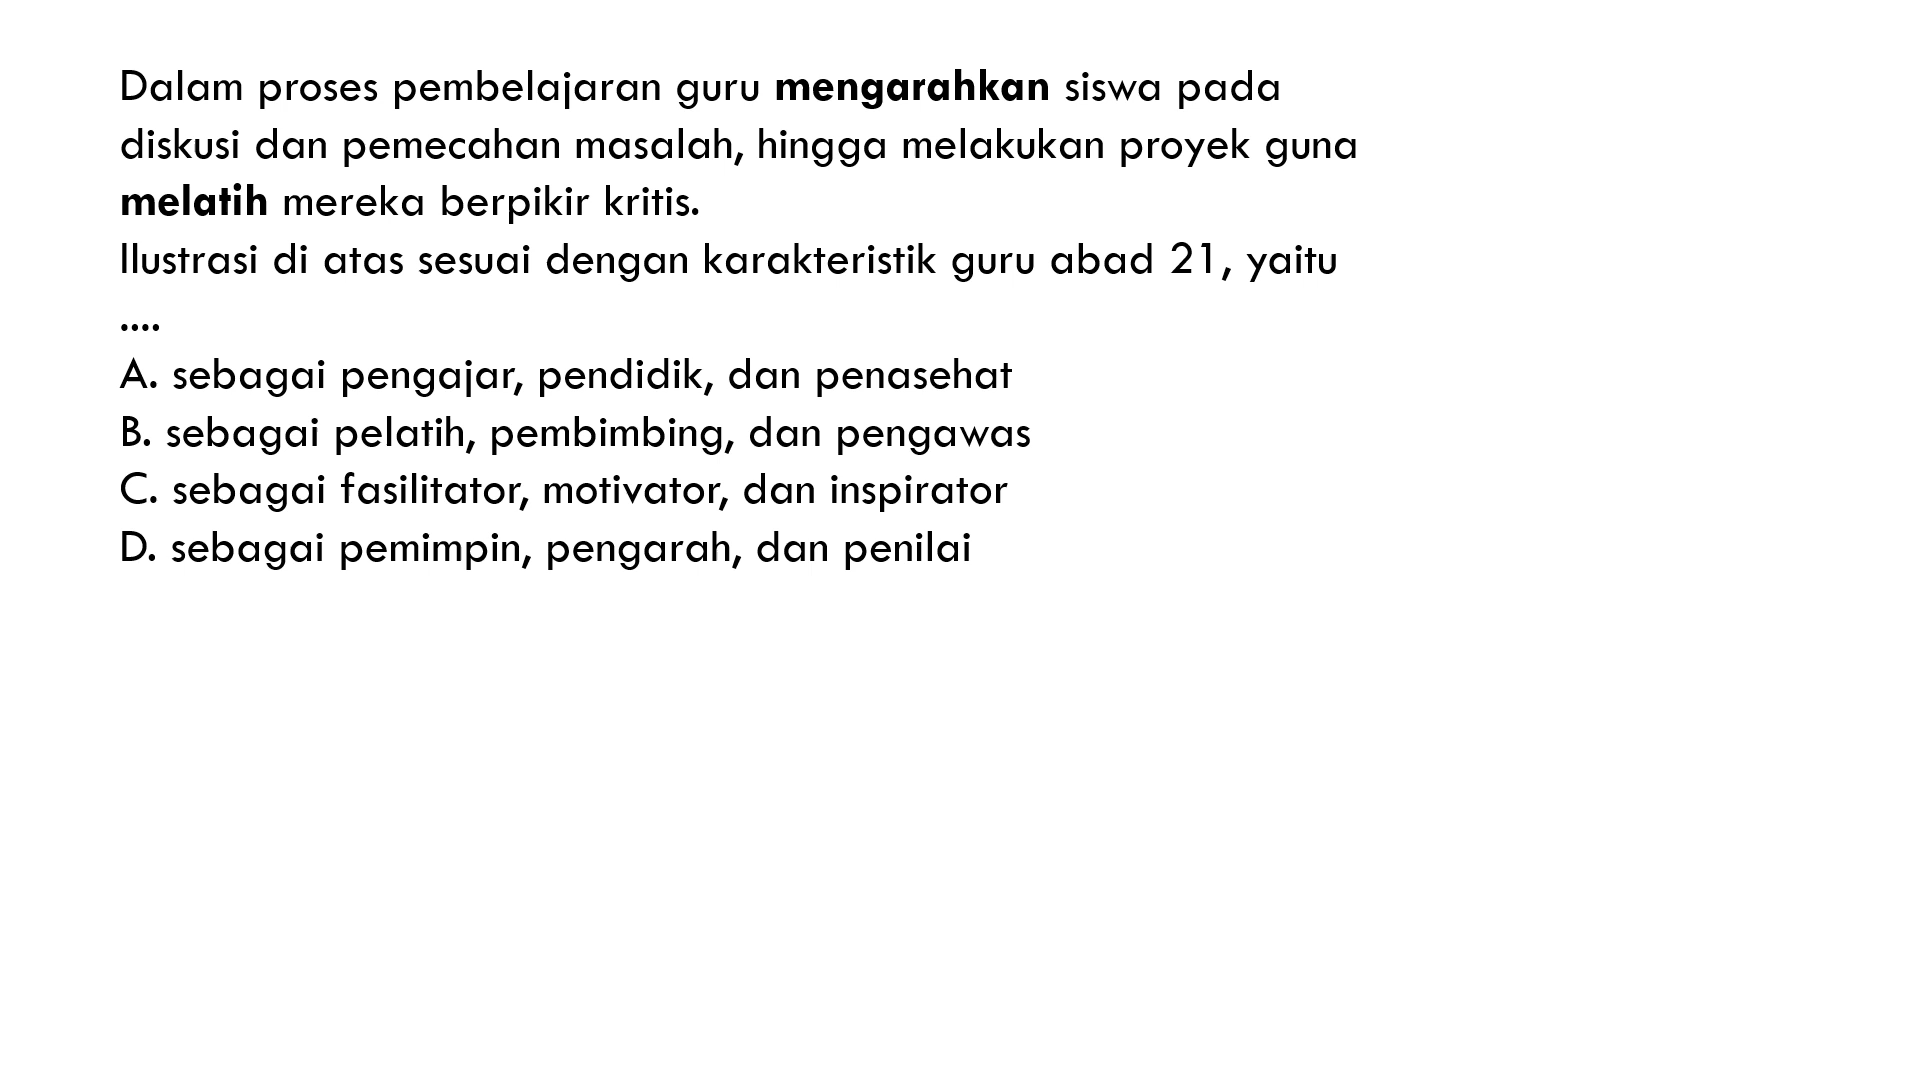 Dalam proses pembelajaran guru mengarahkan siswa pada
diskusi dan pemecahan masalah, hingga melakukan proyek guna
melatih mereka berpikir kritis.
Ilustrasi di atas sesuai dengan karakteristik guru abad 21, yaitu
....
A. sebagai pengajar, pendidik, dan penasehat
B. sebagai pelatih, pembimbing, dan pengawas
C. sebagai fasilitator, motivator, dan inspirator
D. sebagai pemimpin, pengarah, dan penilai